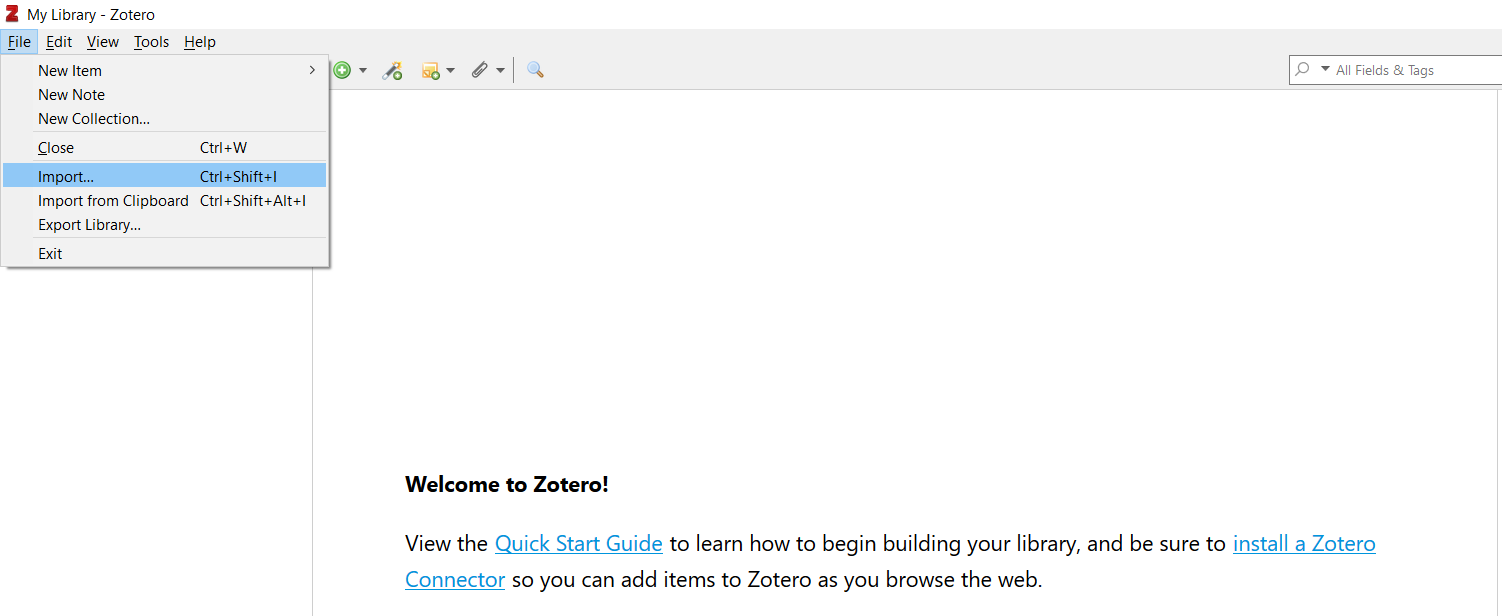 My Library - Zotero
File Edit View Tools Help
New Item
New Note
New Collection...
Close Ctrl+W
Import... Ctrl+Shift+I
Import from Clipboard Ctrl+Shift+Alt+I
Export Library...
Exit
All Fields & Tags
Welcome to Zotero!
View the Quick Start Guide to learn how to begin building your library, and be sure to install a Zotero
Connector so you can add items to Zotero as you browse the web.